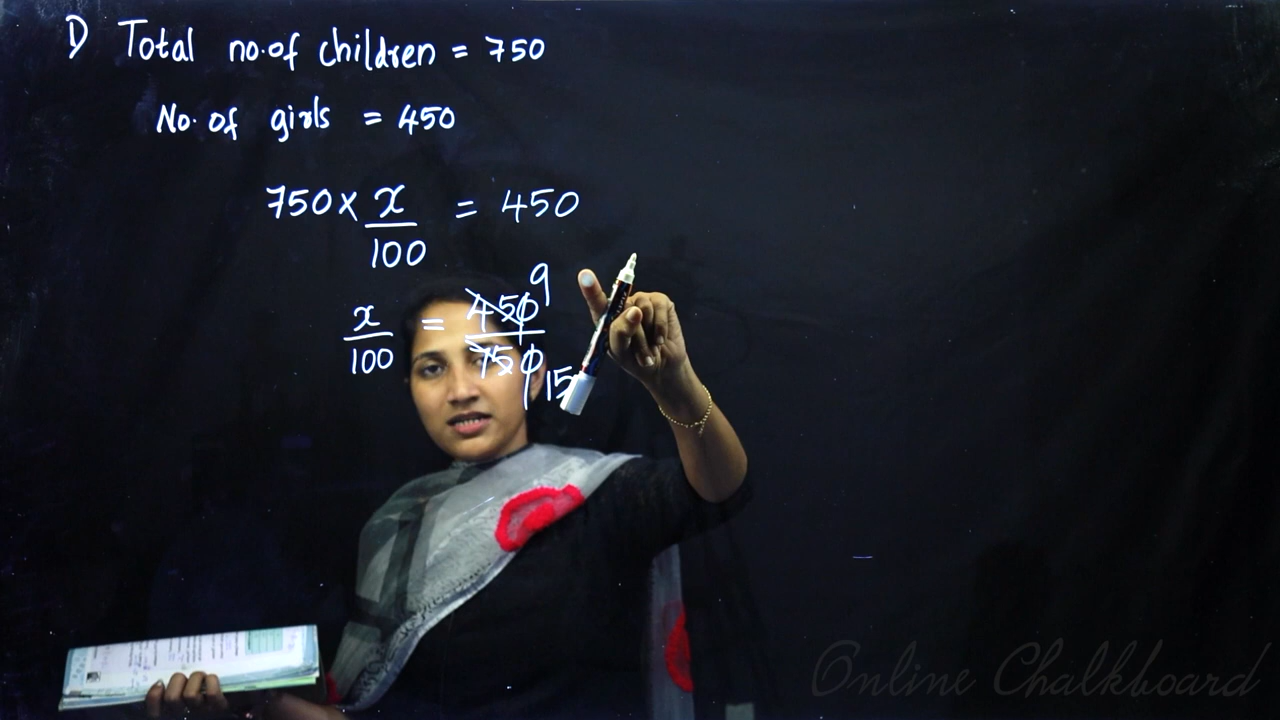 1) Total no. of children = 750
No. of girls = 450
750 × x/100 = 450
x/100 = 450/750 9 15
Online Chalkboard